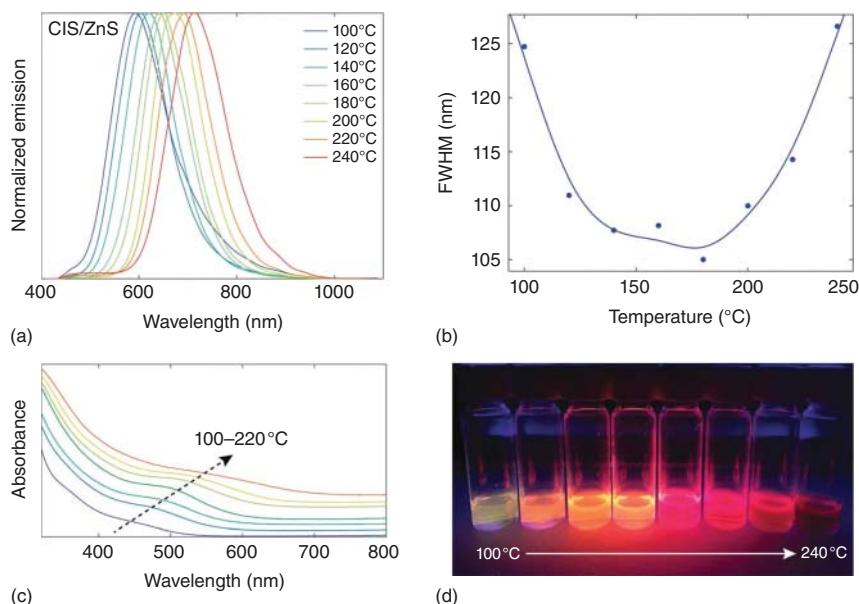 CIS/ZnS
100°C
120°C
140°C
160°C
180°C
200°C
220°C
240°C
Normalized emission
400
600
800
1000
Wavelength (nm)
(a)
125
120
115
110
105
FWHM (nm)
100
150
200
250
Temperature (°C)
(b)
Absorbance
100–220°C
400
500
600
700
800
Wavelength (nm)
(c)
100°C
240°C
(d)